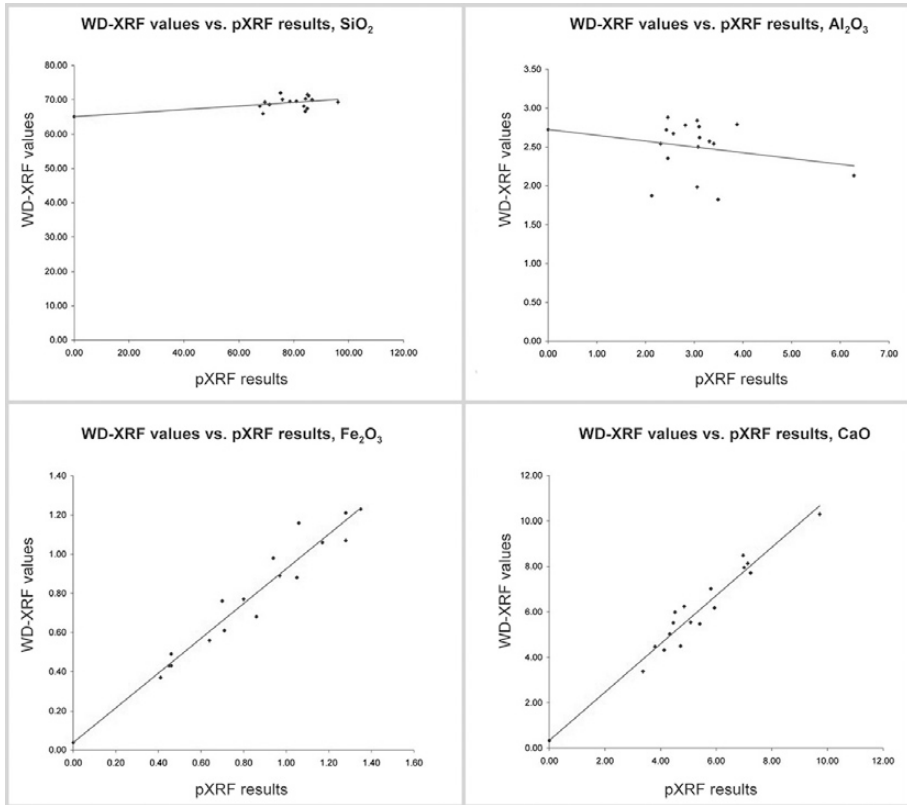 WD-XRF values vs. pXRF results, SiO₂
80.00
70.00
60.00
50.00
40.00
30.00
20.00
10.00
0.00
WD-XRF values
0.00 20.00 40.00 60.00 80.00 100.00 120.00
pXRF results
WD-XRF values vs. pXRF results, Al₂O₃
3.50
3.00
2.50
2.00
1.50
1.00
0.50
0.00
WD-XRF values
0.00 1.00 2.00 3.00 4.00 5.00 6.00 7.00
pXRF results
WD-XRF values vs. pXRF results, Fe₂O₃
1.40
1.20
1.00
0.80
0.60
0.40
0.20
0.00
WD-XRF values
0.00 0.20 0.40 0.60 0.80 1.00 1.20 1.40 1.60
pXRF results
WD-XRF values vs. pXRF results, CaO
12.00
10.00
8.00
6.00
4.00
2.00
0.00
WD-XRF values
0.00 2.00 4.00 6.00 8.00 10.00 12.00
pXRF results